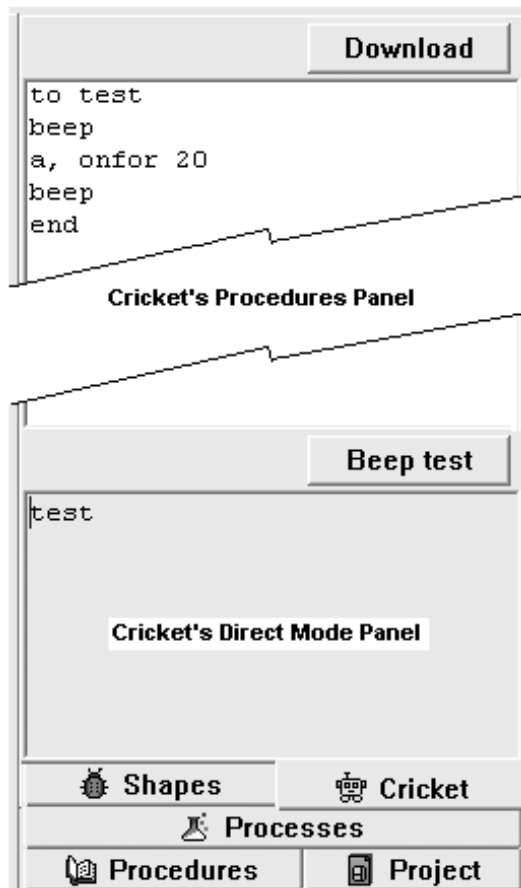 Download
to test
beep
a, onfor 20
beep
end
Cricket's Procedures Panel
Beep test
test
Cricket's Direct Mode Panel
Shapes
Cricket
Processes
Procedures
Project